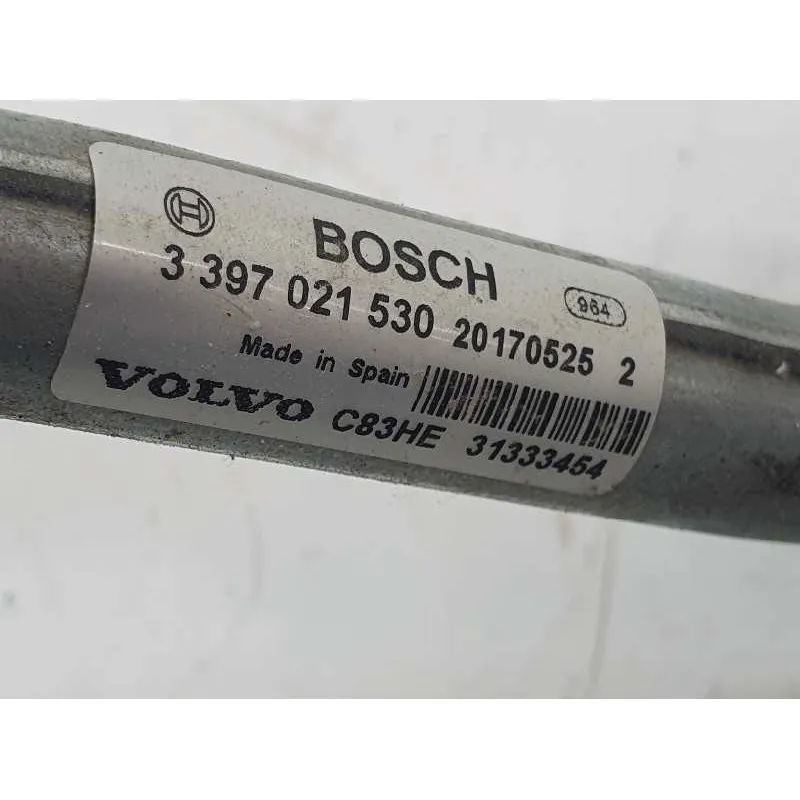 BOSCH
964
3 397 021 530 20170525 2
Made in Spain
VOLVO C83HE 31333454